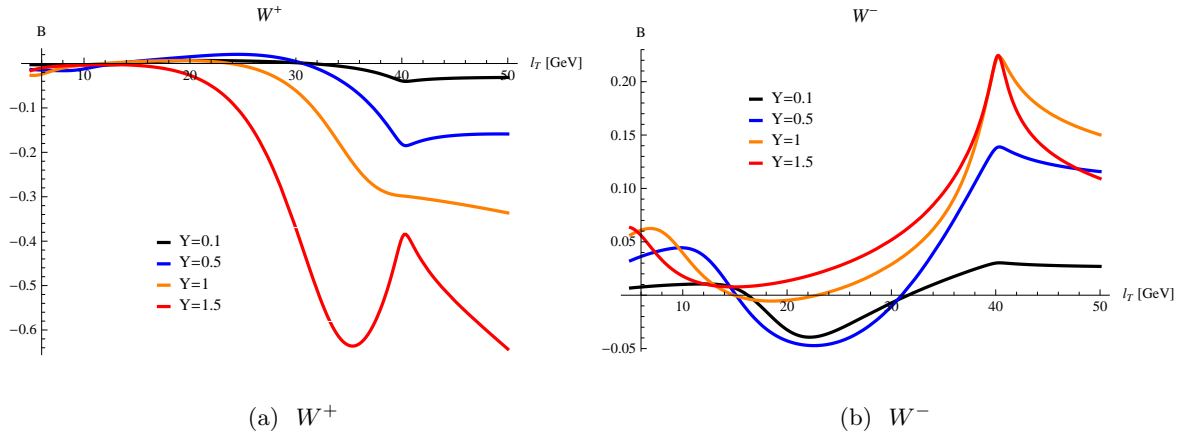 W⁺
B
l_T [GeV]
10 20 30 40 50
−0.1
−0.2
−0.3
−0.4
−0.5
−0.6
Y=0.1
Y=0.5
Y=1
Y=1.5
(a) W⁺
W⁻
B
0.20
0.15
0.10
0.05
−0.05
Y=0.1
Y=0.5
Y=1
Y=1.5
l_T [GeV]
10 20 30 40 50
(b) W⁻